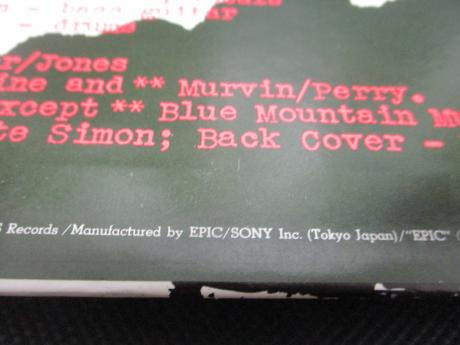 - bass guitar
- drums
r/Jones
ine and ** Murvin/Perry.
xcept ** Blue Mountain M
te Simon; Back Cover -
S Records /Manufactured by EPIC/SONY Inc. (Tokyo Japan)/"EPIC" (